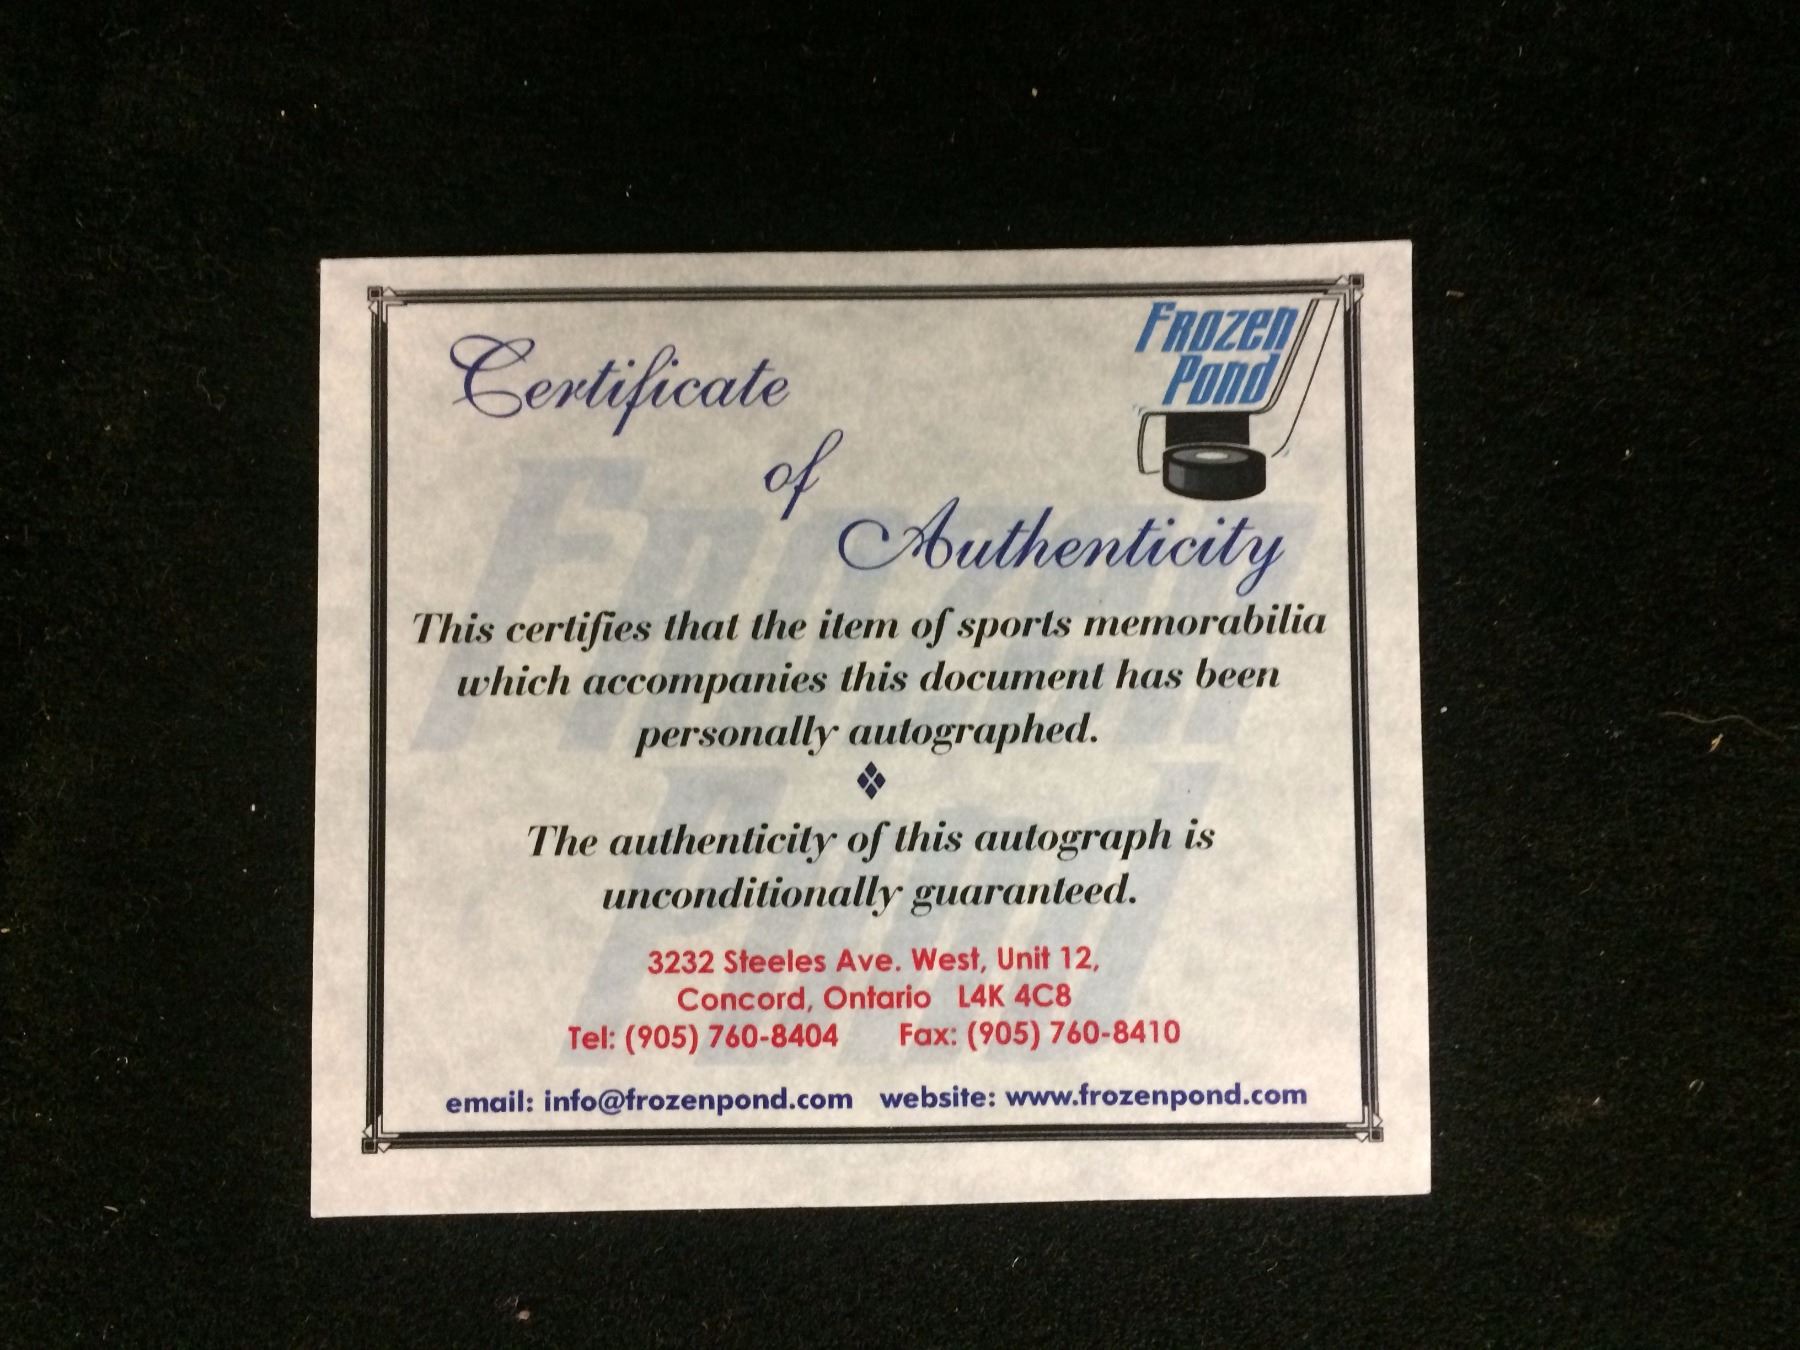 Frozen
Pond
Certificate
of
Authenticity
This certifies that the item of sports memorabilia
which accompanies this document has been
personally autographed.
The authenticity of this autograph is
unconditionally guaranteed.
3232 Steeles Ave. West, Unit 12,
Concord, Ontario L4K 4C8
Tel: (905) 760-8404 Fax: (905) 760-8410
email: info@frozenpond.com website: www.frozenpond.com